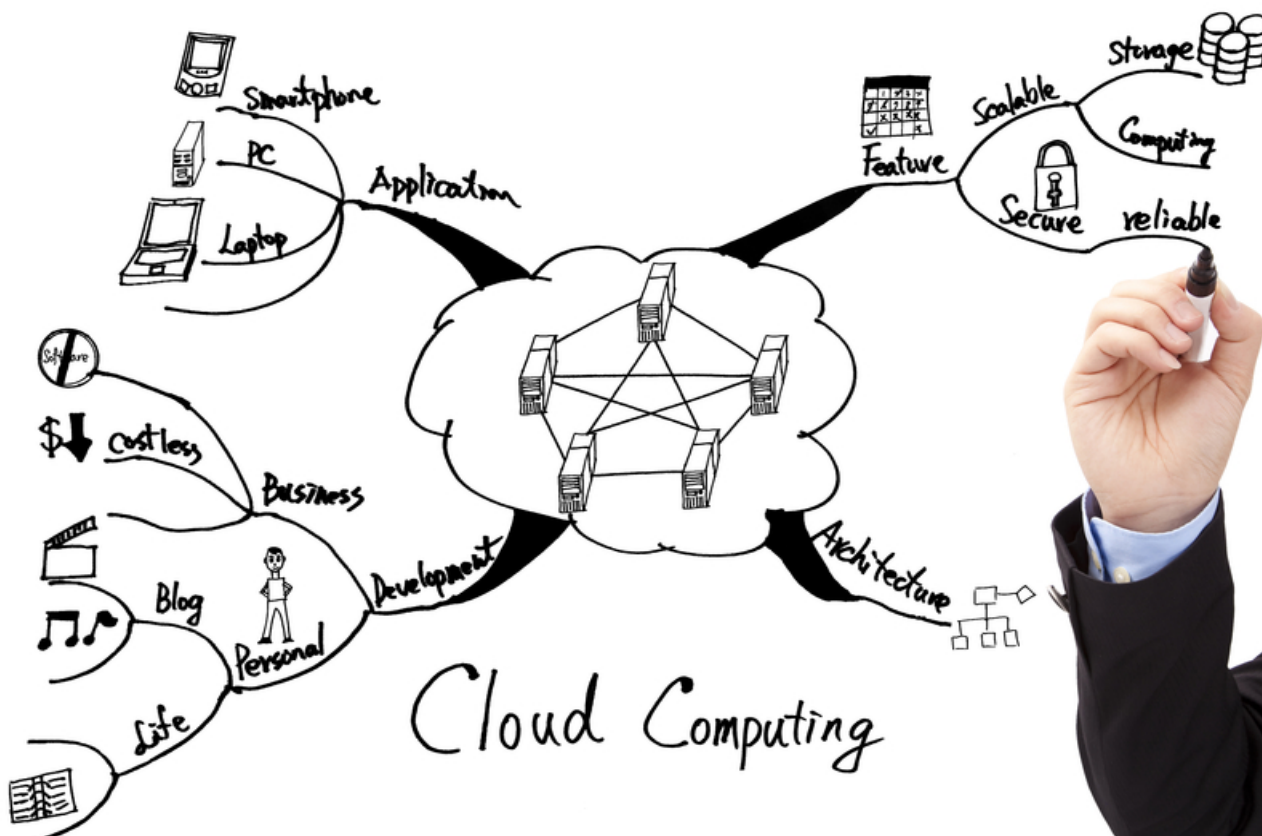 Smartphone
PC
Laptop
Application
Storage
Scalable
Computing
Feature
Secure
reliable
Software
$
Costless
Business
Development
Blog
Personal
Life
Architecture
Cloud Computing